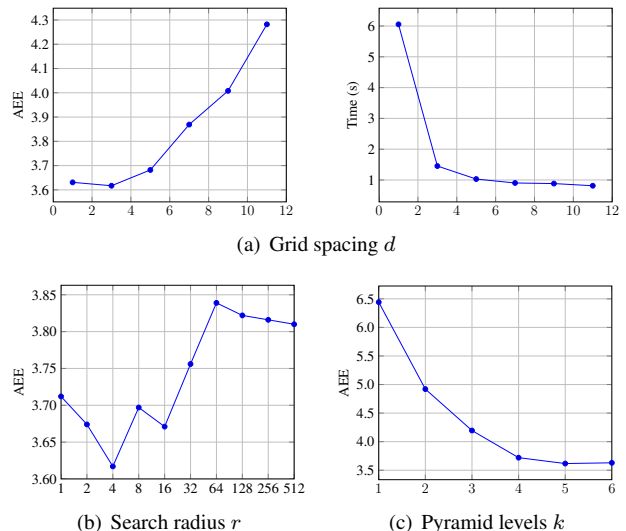 4.3
4.2
4.1
4.0
3.9
3.8
3.7
3.6
AEE
0 2 4 6 8 10 12
6
5
4
3
2
1
Time (s)
0 2 4 6 8 10 12
(a) Grid spacing d
3.85
3.80
3.75
3.70
3.65
3.60
AEE
1 2 4 8 16 32 64 128 256 512
(b) Search radius r
6.5
6.0
5.5
5.0
4.5
4.0
3.5
AEE
1 2 3 4 5 6
(c) Pyramid levels k